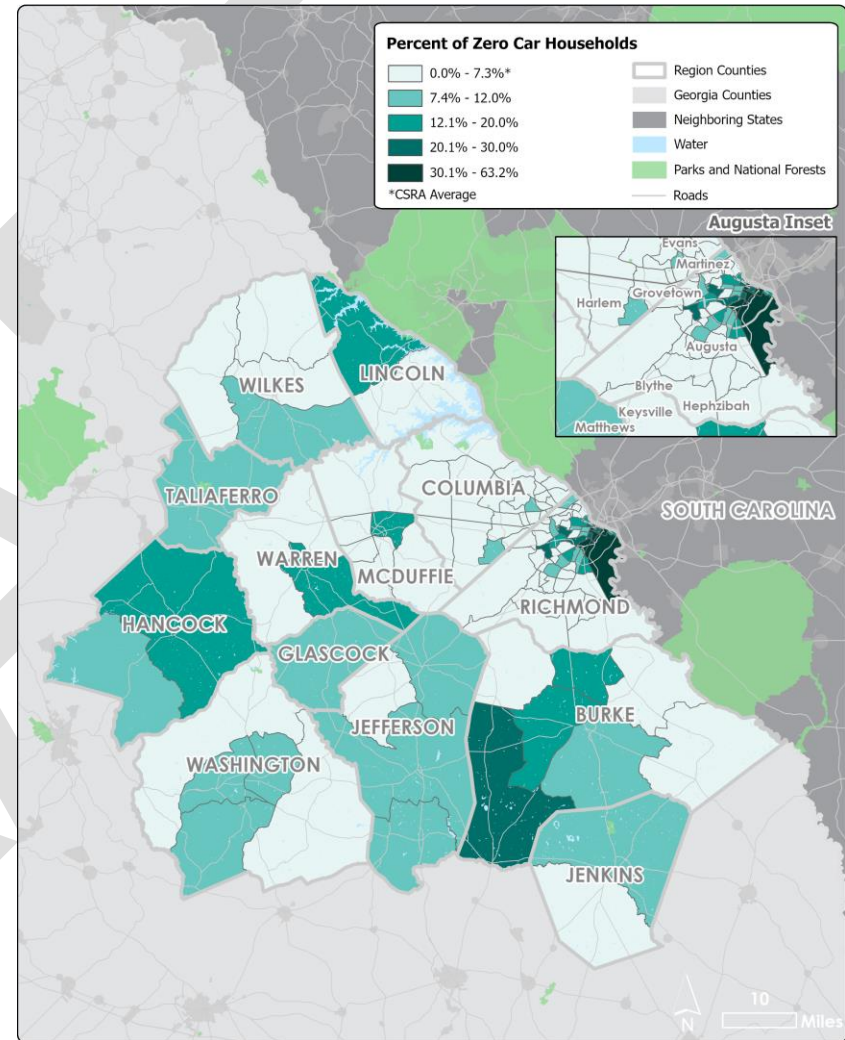 Percent of Zero Car Households
0.0% - 7.3%*
7.4% - 12.0%
12.1% - 20.0%
20.1% - 30.0%
30.1% - 63.2%
*CSRA Average
Region Counties
Georgia Counties
Neighboring States
Water
Parks and National Forests
Roads
Augusta Inset
Evans
Martinez
Harlem
Grovetown
Augusta
Blythe
Keysville
Hephzibah
Matthews
WILKES
LINCOLN
TALIAFERRO
COLUMBIA
SOUTH CAROLINA
WARREN
MCDUFFIE
RICHMOND
HANCOCK
GLASCOCK
JEFFERSON
BURKE
WASHINGTON
JENKINS
N
10
Miles